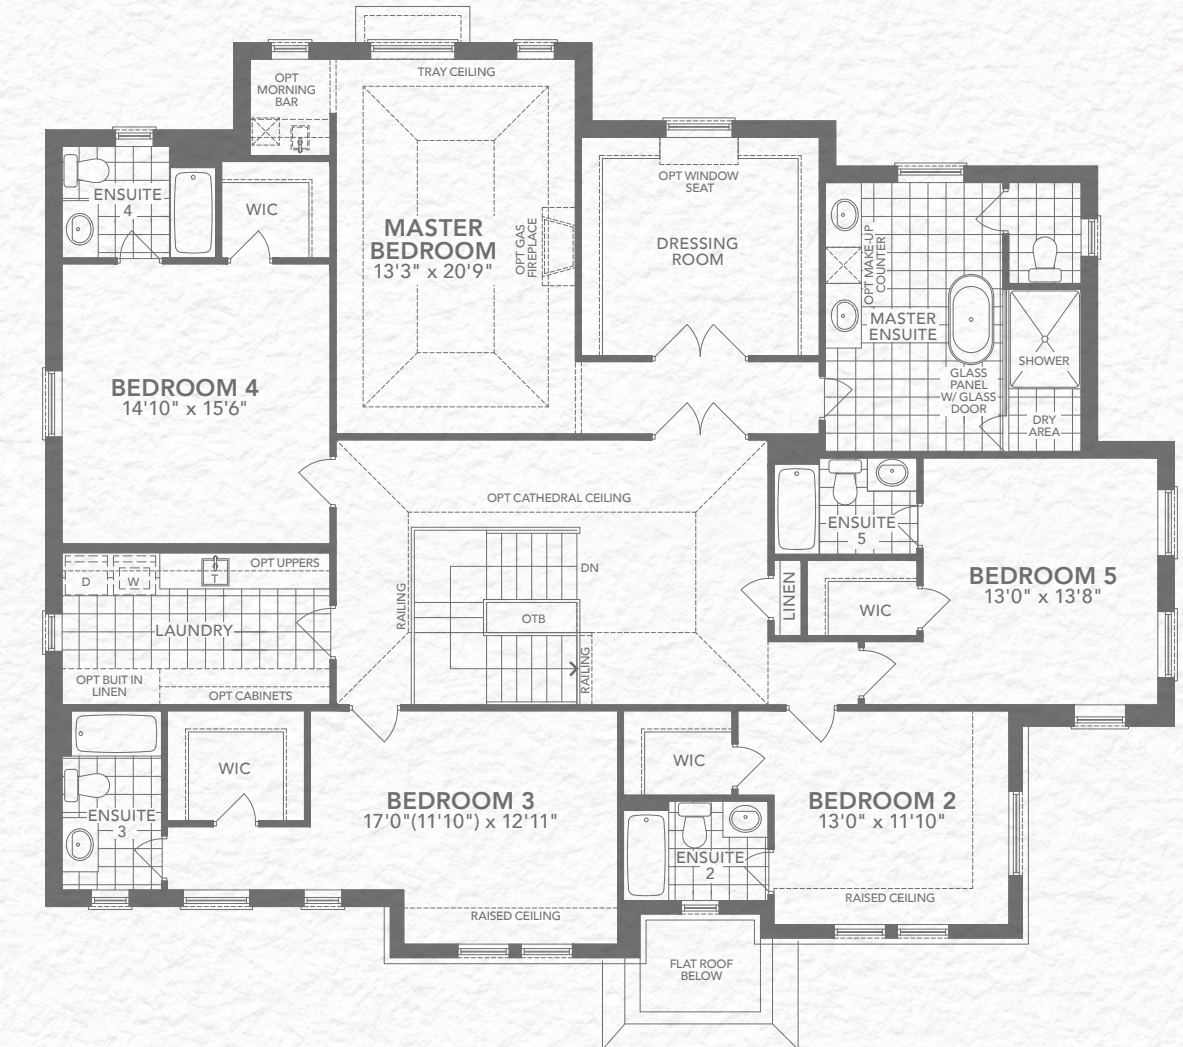 TRAY CEILING
OPT
MORNING
BAR
ENSUITE
4
WIC
MASTER
BEDROOM
13'3" x 20'9"
OPT GAS
FIREPLACE
OPT WINDOW
SEAT
DRESSING
ROOM
OPT MAKE-UP
COUNTER
MASTER
ENSUITE
SHOWER
GLASS
PANEL
W/ GLASS
DOOR
DRY
AREA
BEDROOM 4
14'10" x 15'6"
OPT CATHEDRAL CEILING
ENSUITE
5
BEDROOM 5
13'0" x 13'8"
LINEN
WIC
OPT UPPERS
D
W
T
LAUNDRY
OPT BUIT IN
LINEN
OPT CABINETS
RAILING
DN
OTB
RAILING
WIC
ENSUITE
3
BEDROOM 3
17'0"(11'10") x 12'11"
RAISED CEILING
WIC
ENSUITE
2
BEDROOM 2
13'0" x 11'10"
RAISED CEILING
FLAT ROOF
BELOW